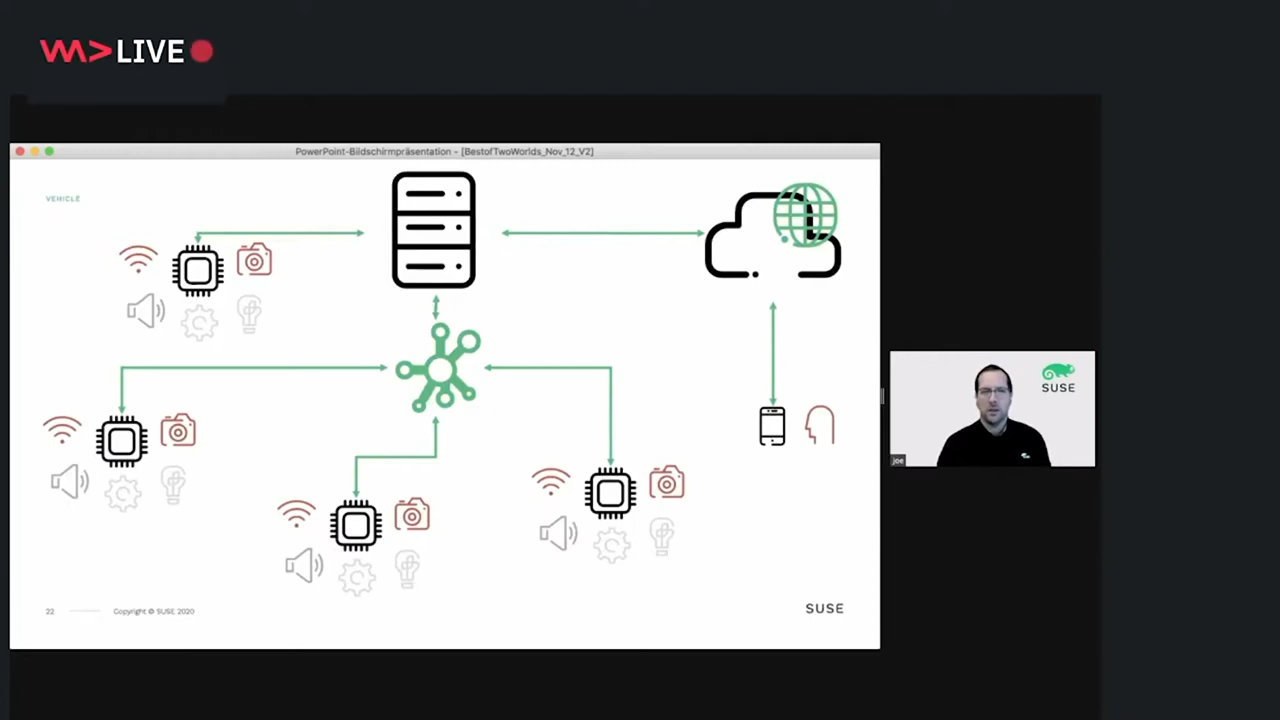 LIVE
PowerPoint-Bildschirmpräsentation - [BestofTwoWorlds_Nov_12_V2]
VEHICLE
SUSE
joe
22
Copyright © SUSE 2020
SUSE